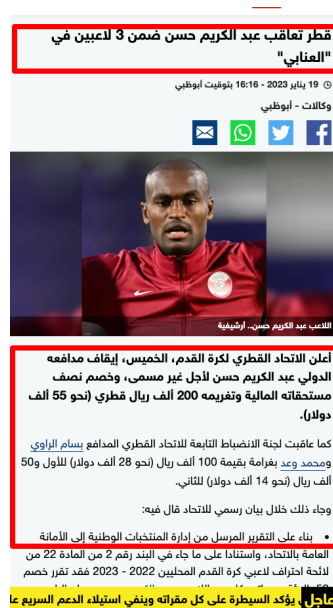 قطر تعاقب عبد الكريم حسن ضمن 3 لاعبين في
"العنابي"
19 يناير 2023 - 16:16 بتوقيت أبوظبي
وكالات - أبوظبي
اللاعب عبد الكريم حسن.. أرشيفية
أعلن الاتحاد القطري لكرة القدم، الخميس، إيقاف مدافعه
الدولي عبد الكريم حسن لأجل غير مسمى، وخصم نصف
مستحقاته المالية وتغريمه 200 ألف ريال قطري (نحو 55 ألف
دولار).
كما عاقبت لجنة الانضباط التابعة للاتحاد القطري المدافع بسام الراوي
ومحمد وعد بغرامة بقيمة 100 ألف ريال (نحو 28 ألف دولار) للأول و50
ألف ريال (نحو 14 ألف دولار) للثاني.
وجاء ذلك خلال بيان رسمي للاتحاد قال فيه:
• بناء على التقرير المرسل من إدارة المنتخبات الوطنية إلى الأمانة
العامة بالاتحاد، واستنادا على ما جاء في البند رقم 2 من المادة 22 من
لائحة احتراف لاعبي كرة القدم المحليين 2022 - 2023 فقد تقرر خصم
عاجل يؤكد السيطرة على كل مقراته وينفي استيلاء الدعم السريع